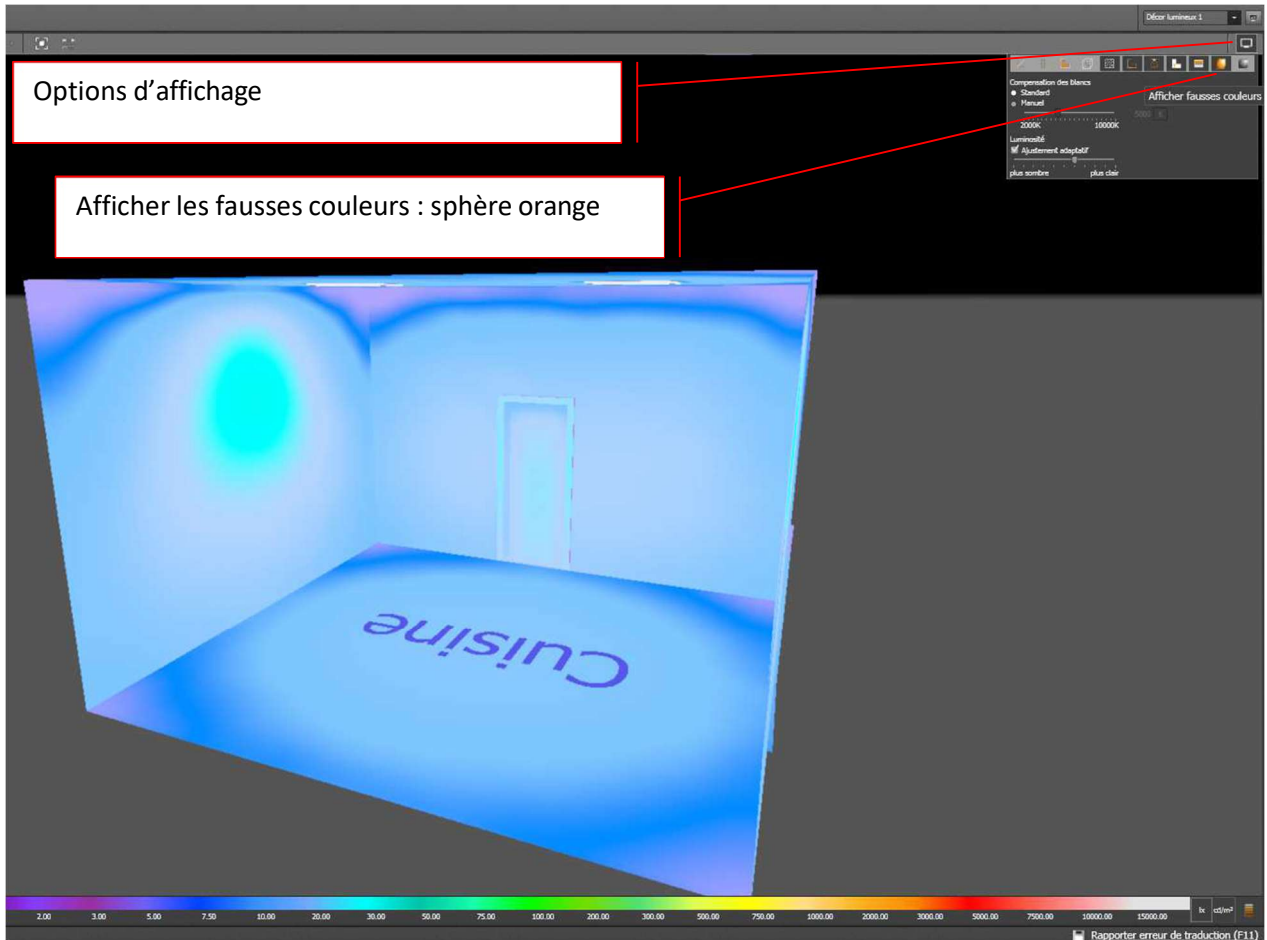 Décor lumineux 1
Options d’affichage
Compensation des blancs
Standard
Manuel
Afficher fausses couleurs
5000 K
2000K 10000K
Luminosité
Ajustement adaptatif
plus sombre plus clair
Afficher les fausses couleurs : sphère orange
Cuisine
2.00 3.00 5.00 7.50 10.00 20.00 30.00 50.00 75.00 100.00 200.00 300.00 500.00 750.00 1000.00 2000.00 3000.00 5000.00 7500.00 10000.00 15000.00 lx cd/m²
Rapporter erreur de traduction (F11)